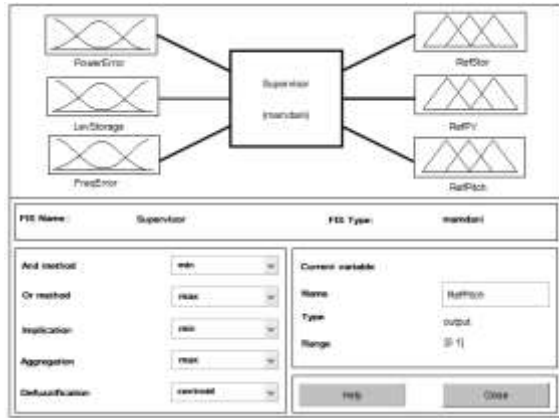 PowerError
LevStorage
FreqError
Supervisor
(mamdani)
RefStor
RefPV
RefPitch
FIS Name: Supervisor FIS Type: mamdani
And method min
Or method max
Implication min
Aggregation max
Defuzzification centroid
Current variable
Name RefPitch
Type output
Range [0 1]
Help Close